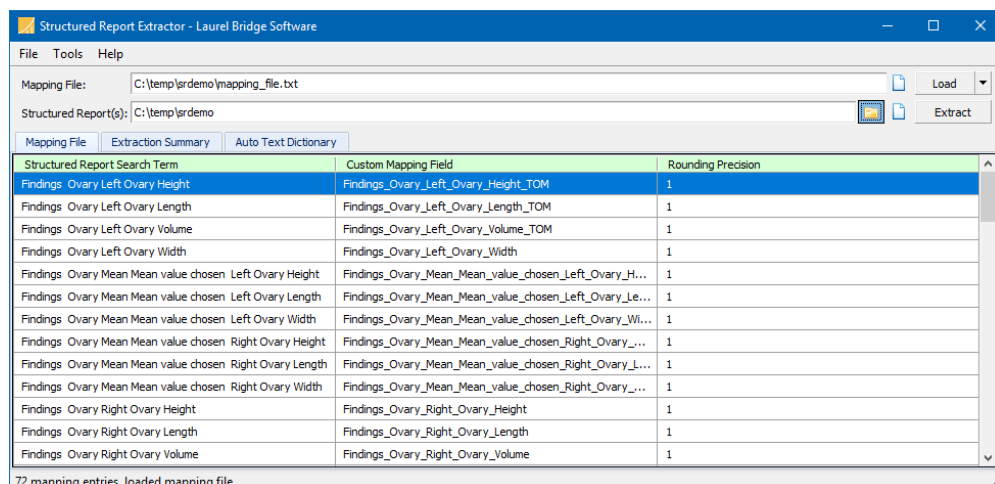 Structured Report Extractor - Laurel Bridge Software
File Tools Help
Mapping File: C:\temp\srdemo\mapping_file.txt Load
Structured Report(s): C:\temp\srdemo Extract
Mapping File Extraction Summary Auto Text Dictionary
Structured Report Search Term Custom Mapping Field Rounding Precision
Findings Ovary Left Ovary Height Findings_Ovary_Left_Ovary_Height_TOM 1
Findings Ovary Left Ovary Length Findings_Ovary_Left_Ovary_Length_TOM 1
Findings Ovary Left Ovary Volume Findings_Ovary_Left_Ovary_Volume_TOM 1
Findings Ovary Left Ovary Width Findings_Ovary_Left_Ovary_Width 1
Findings Ovary Mean Mean value chosen Left Ovary Height Findings_Ovary_Mean_Mean_value_chosen_Left_Ovary_H... 1
Findings Ovary Mean Mean value chosen Left Ovary Length Findings_Ovary_Mean_Mean_value_chosen_Left_Ovary_Le... 1
Findings Ovary Mean Mean value chosen Left Ovary Width Findings_Ovary_Mean_Mean_value_chosen_Left_Ovary_Wi... 1
Findings Ovary Mean Mean value chosen Right Ovary Height Findings_Ovary_Mean_Mean_value_chosen_Right_Ovary_... 1
Findings Ovary Mean Mean value chosen Right Ovary Length Findings_Ovary_Mean_Mean_value_chosen_Right_Ovary_L... 1
Findings Ovary Mean Mean value chosen Right Ovary Width Findings_Ovary_Mean_Mean_value_chosen_Right_Ovary_... 1
Findings Ovary Right Ovary Height Findings_Ovary_Right_Ovary_Height 1
Findings Ovary Right Ovary Length Findings_Ovary_Right_Ovary_Length 1
Findings Ovary Right Ovary Volume Findings_Ovary_Right_Ovary_Volume 1
72 mapping entries, loaded mapping file